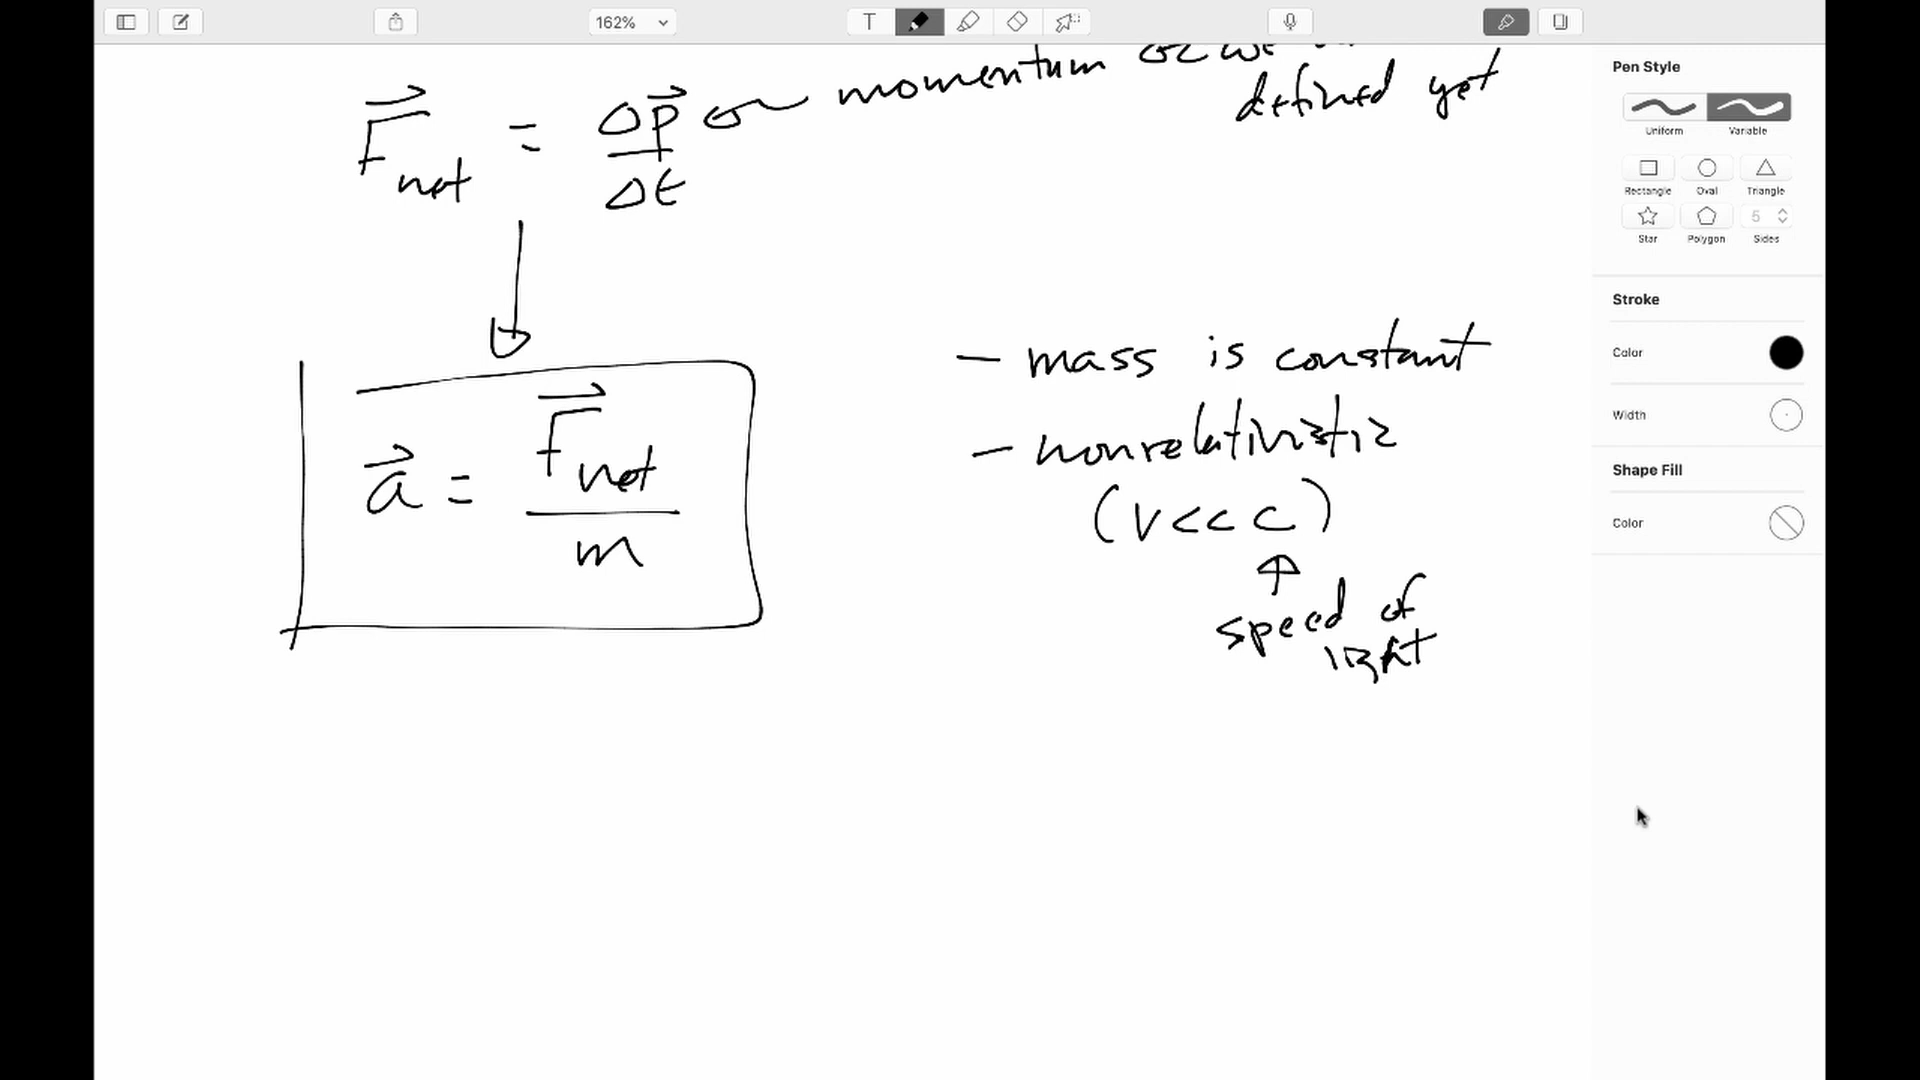 162%
T
momentum
defined yet
F⃗net = Δp⃗ / Δt
a⃗ = F⃗net / m
- mass is constant
- nonrelativistic
(v << c)
speed of
light
Pen Style
Uniform Variable
Rectangle Oval Triangle
5
Star Polygon Sides
Stroke
Color
Width
Shape Fill
Color